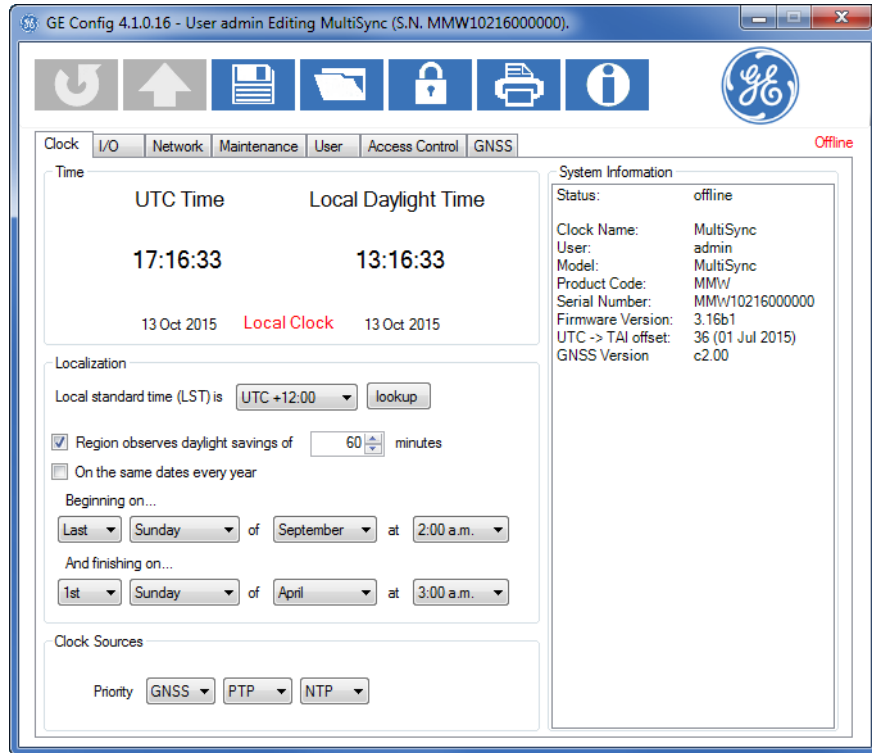 GE Config 4.1.0.16 - User admin Editing MultiSync (S.N. MMW10216000000).
GE
Clock I/O Network Maintenance User Access Control GNSS
Offline
Time
UTC Time Local Daylight Time
17:16:33 13:16:33
13 Oct 2015 Local Clock 13 Oct 2015
Localization
Local standard time (LST) is UTC +12:00 lookup
Region observes daylight savings of 60 minutes
On the same dates every year
Beginning on...
Last Sunday of September at 2:00 a.m.
And finishing on...
1st Sunday of April at 3:00 a.m.
Clock Sources
Priority GNSS PTP NTP
System Information
Status: offline
Clock Name: MultiSync
User: admin
Model: MultiSync
Product Code: MMW
Serial Number: MMW10216000000
Firmware Version: 3.16b1
UTC -> TAI offset: 36 (01 Jul 2015)
GNSS Version c2.00